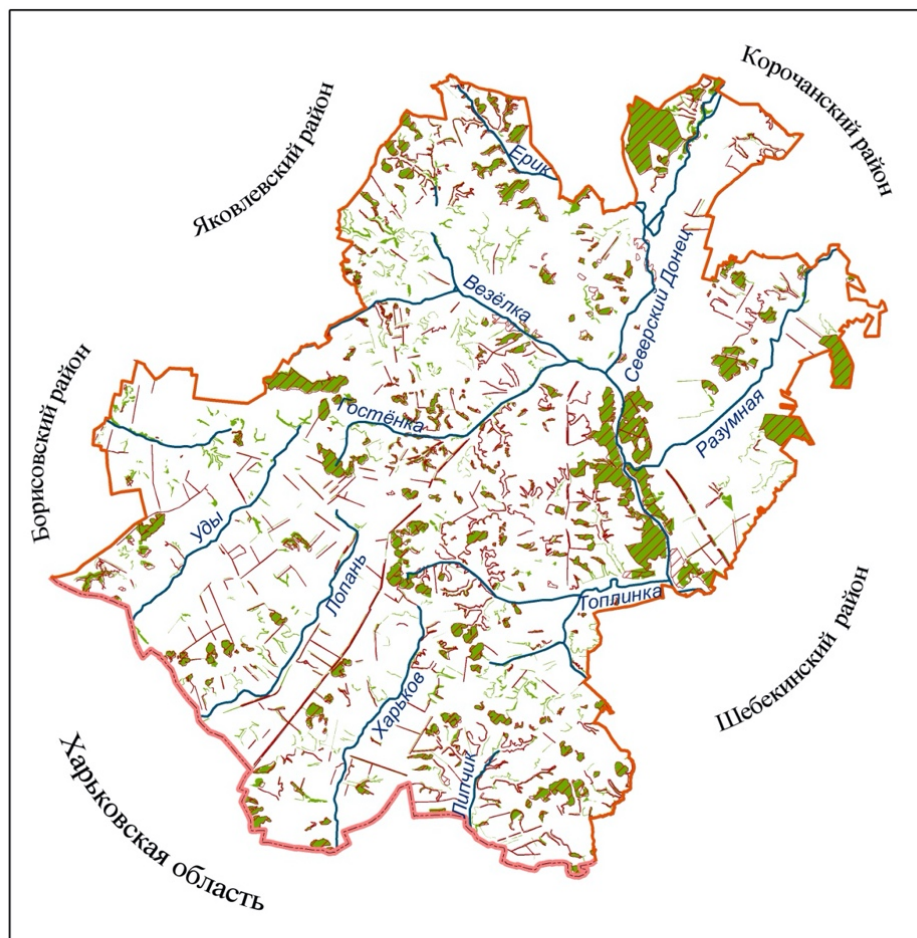 Корочанский район
Яковлевский район
Ерик
Северский Донец
Везёлка
Борисовский район
Гостёнка
Разумная
Уды
Лопань
Топлинка
Шебекинский район
Харьков
Липчик
Харьковская область